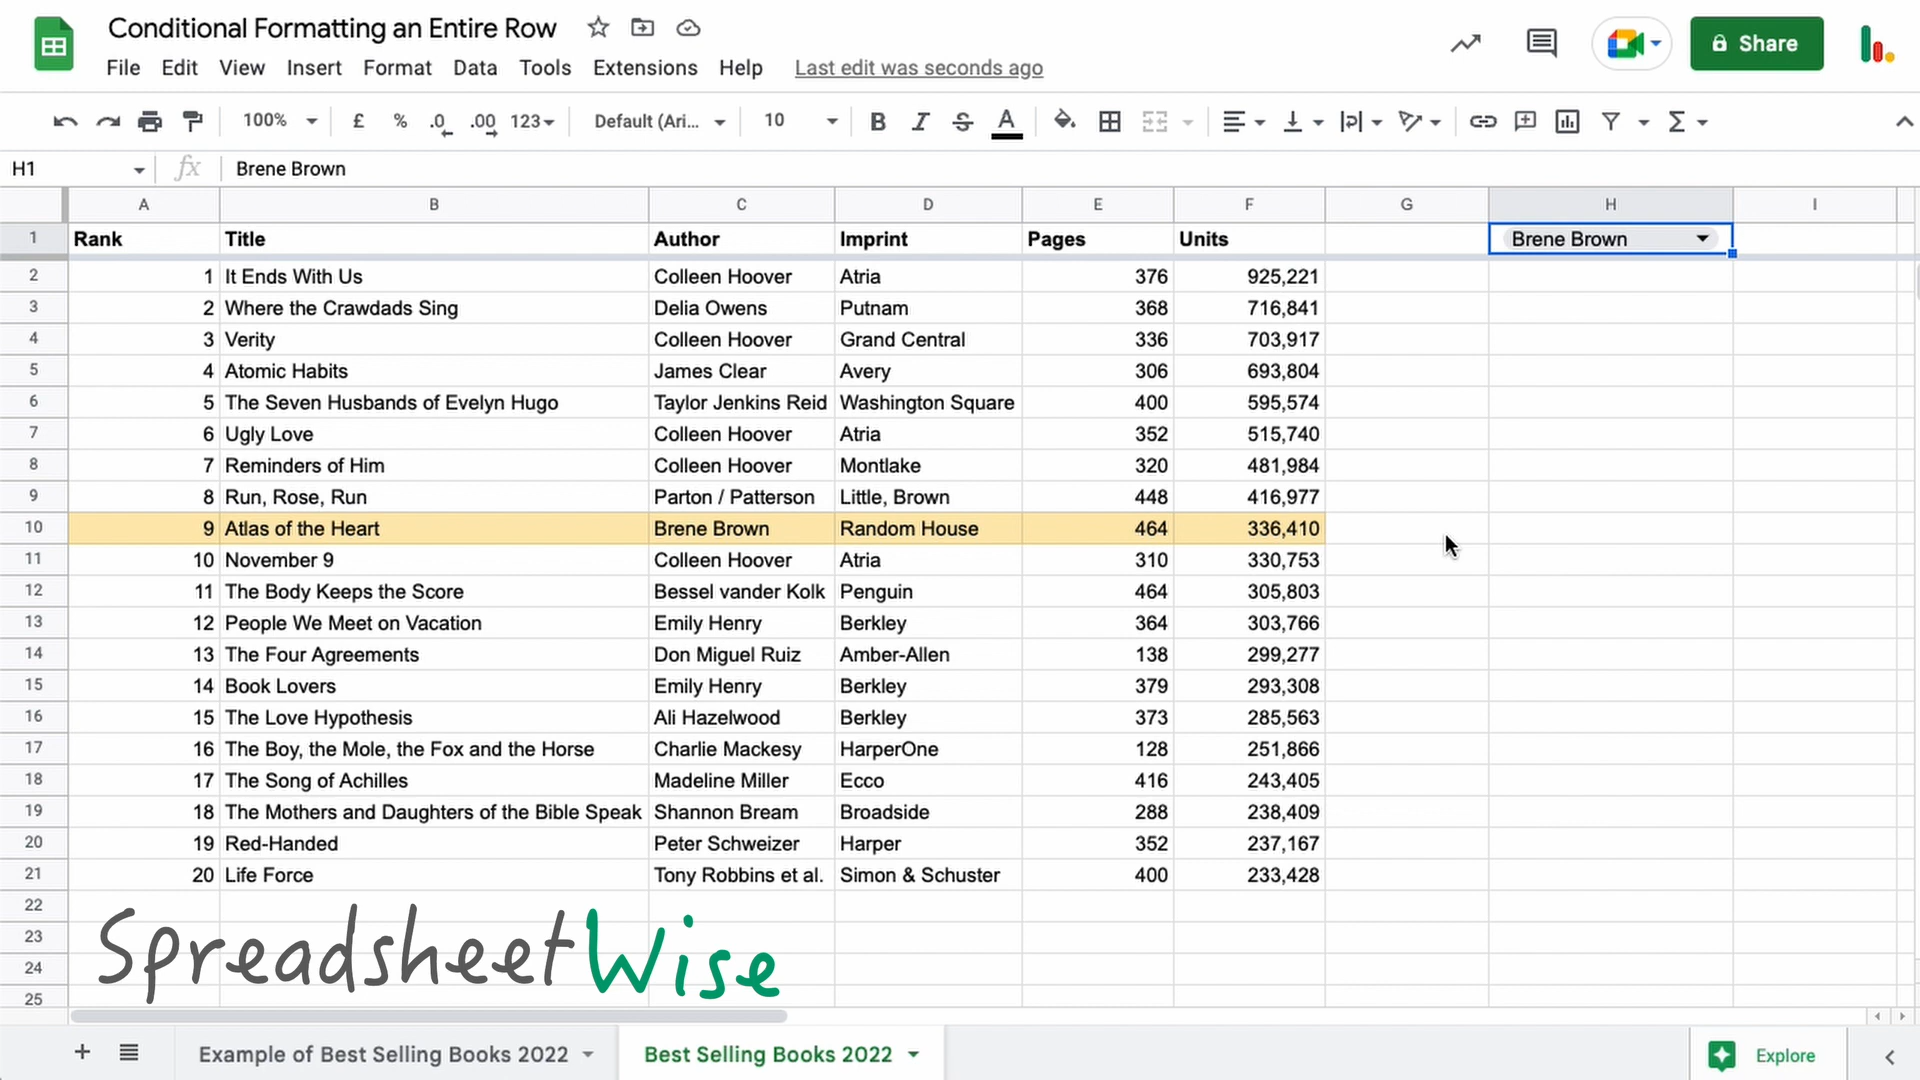 Conditional Formatting an Entire Row
Share
File Edit View Insert Format Data Tools Extensions Help Last edit was seconds ago
100% £ % .0 .00 123 Default (Ari... 10 B I S A
H1 fx Brene Brown
A B C D E F G H I
1 Rank Title Author Imprint Pages Units Brene Brown
2 1 It Ends With Us Colleen Hoover Atria 376 925,221
3 2 Where the Crawdads Sing Delia Owens Putnam 368 716,841
4 3 Verity Colleen Hoover Grand Central 336 703,917
5 4 Atomic Habits James Clear Avery 306 693,804
6 5 The Seven Husbands of Evelyn Hugo Taylor Jenkins Reid Washington Square 400 595,574
7 6 Ugly Love Colleen Hoover Atria 352 515,740
8 7 Reminders of Him Colleen Hoover Montlake 320 481,984
9 8 Run, Rose, Run Parton / Patterson Little, Brown 448 416,977
10 9 Atlas of the Heart Brene Brown Random House 464 336,410
11 10 November 9 Colleen Hoover Atria 310 330,753
12 11 The Body Keeps the Score Bessel vander Kolk Penguin 464 305,803
13 12 People We Meet on Vacation Emily Henry Berkley 364 303,766
14 13 The Four Agreements Don Miguel Ruiz Amber-Allen 138 299,277
15 14 Book Lovers Emily Henry Berkley 379 293,308
16 15 The Love Hypothesis Ali Hazelwood Berkley 373 285,563
17 16 The Boy, the Mole, the Fox and the Horse Charlie Mackesy HarperOne 128 251,866
18 17 The Song of Achilles Madeline Miller Ecco 416 243,405
19 18 The Mothers and Daughters of the Bible Speak Shannon Bream Broadside 288 238,409
20 19 Red-Handed Peter Schweizer Harper 352 237,167
21 20 Life Force Tony Robbins et al. Simon & Schuster 400 233,428
22
23
24
25
SpreadsheetWise
Example of Best Selling Books 2022 Best Selling Books 2022 Explore